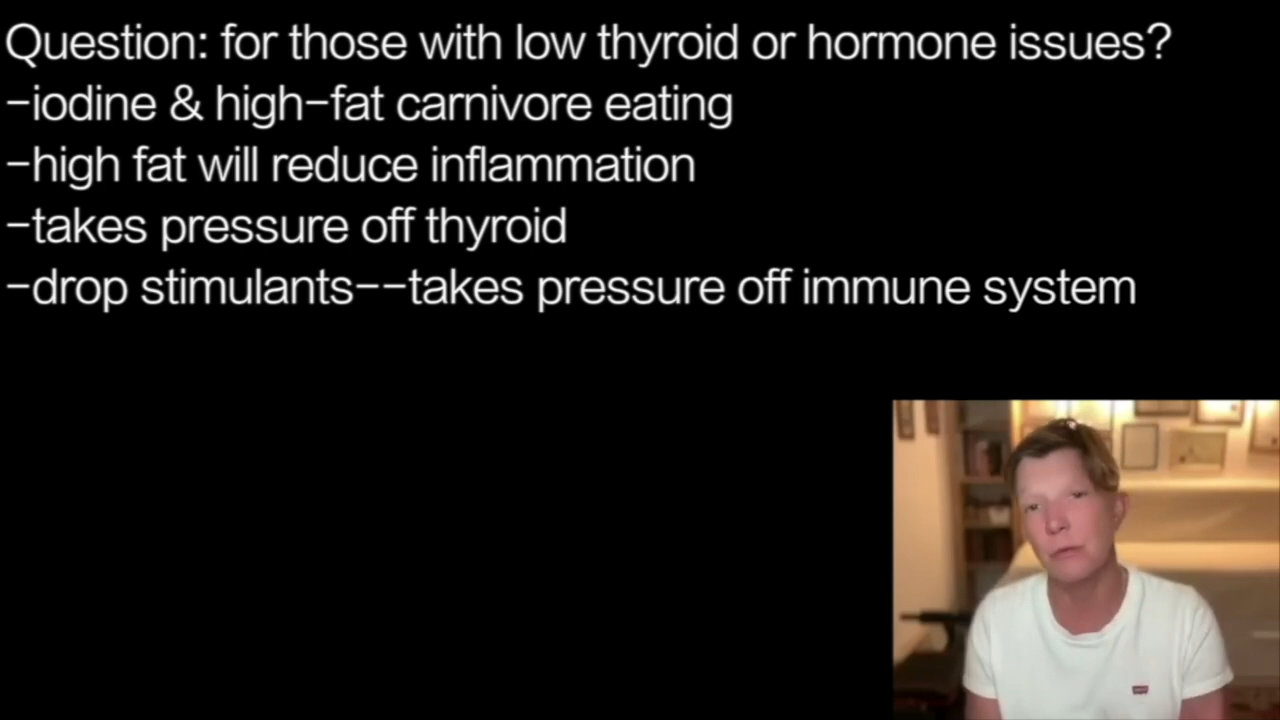 Question: for those with low thyroid or hormone issues?
-iodine & high-fat carnivore eating
-high fat will reduce inflammation
-takes pressure off thyroid
-drop stimulants--takes pressure off immune system